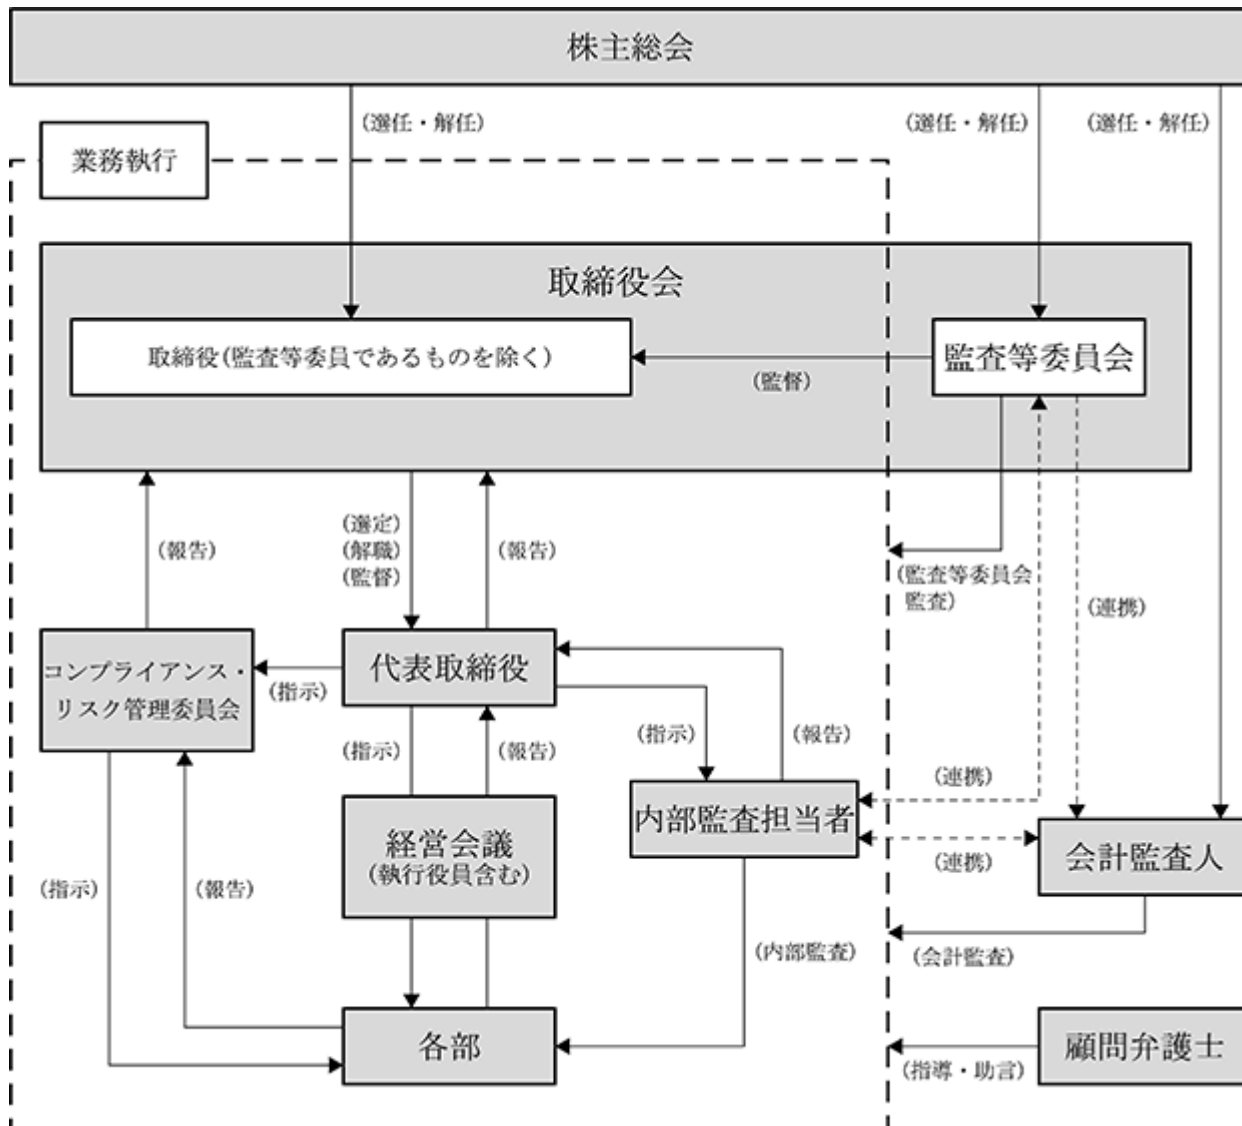 株主総会
(選任・解任)
(選任・解任)
(選任・解任)
業務執行
取締役会
取締役(監査等委員であるものを除く)
監査等委員会
(監督)
(報告)
(選定)
(解職)
(監督)
(報告)
(監査等委員会
監査)
(連携)
コンプライアンス・
リスク管理委員会
(指示)
代表取締役
(指示)
(報告)
(指示)
(報告)
(連携)
内部監査担当者
(連携)
会計監査人
経営会議
(執行役員含む)
(指示)
(報告)
(内部監査)
(会計監査)
各部
顧問弁護士
(指導・助言)